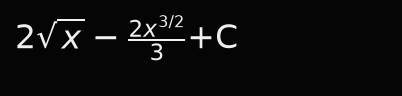 2√x − 2x^{3/2}/3 +C